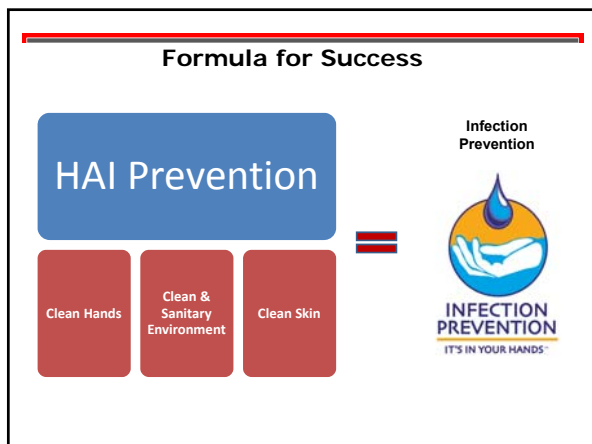 Formula for Success
HAI Prevention
Clean Hands
Clean &
Sanitary
Environment
Clean Skin
=
Infection
Prevention
INFECTION
PREVENTION
IT'S IN YOUR HANDS™